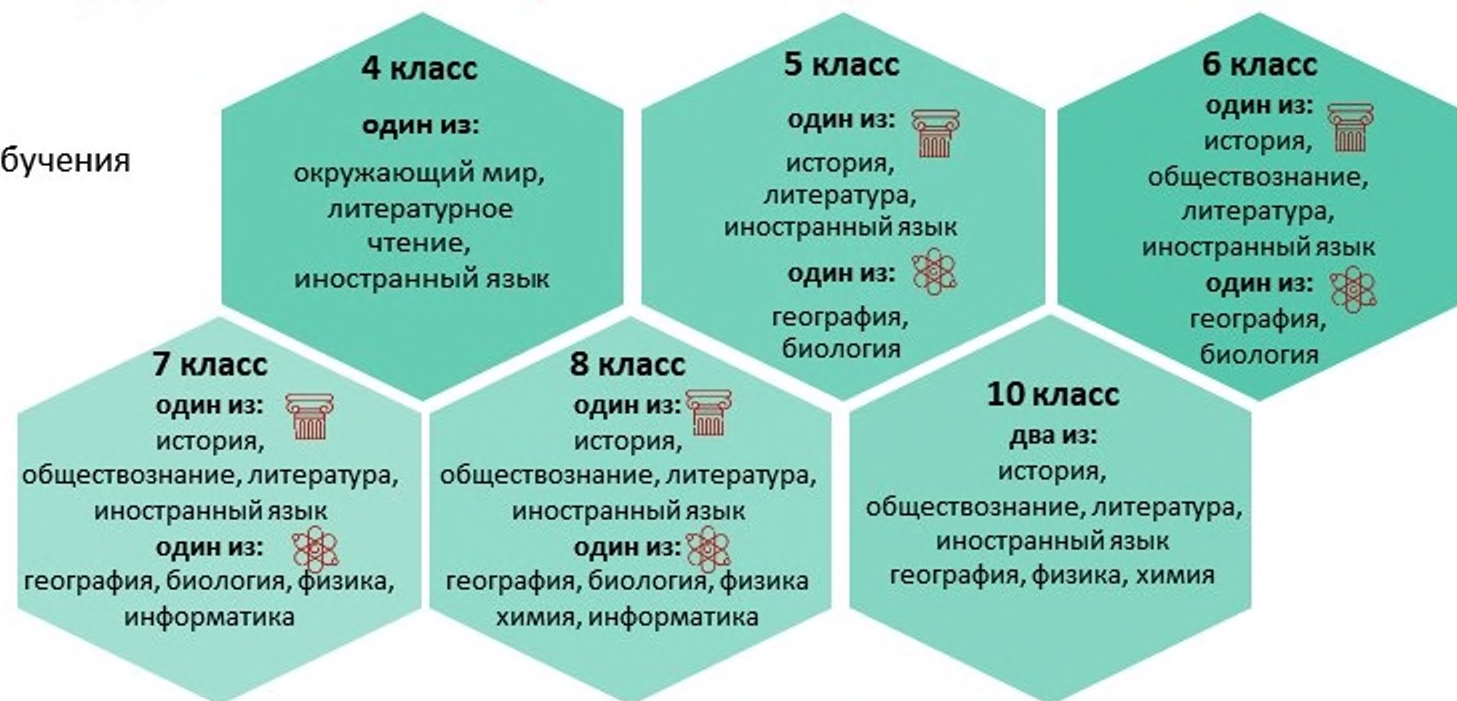 бучения
4 класс
один из:
окружающий мир,
литературное
чтение,
иностранный язык
5 класс
один из:
история,
литература,
иностранный язык
один из:
география,
биология
6 класс
один из:
история,
обществознание,
литература,
иностранный язык
один из:
география,
биология
7 класс
один из:
история,
обществознание, литература,
иностранный язык
один из:
география, биология, физика,
информатика
8 класс
один из:
история,
обществознание, литература,
иностранный язык
один из:
география, биология, физика
химия, информатика
10 класс
два из:
история,
обществознание, литература,
иностранный язык
география, физика, химия